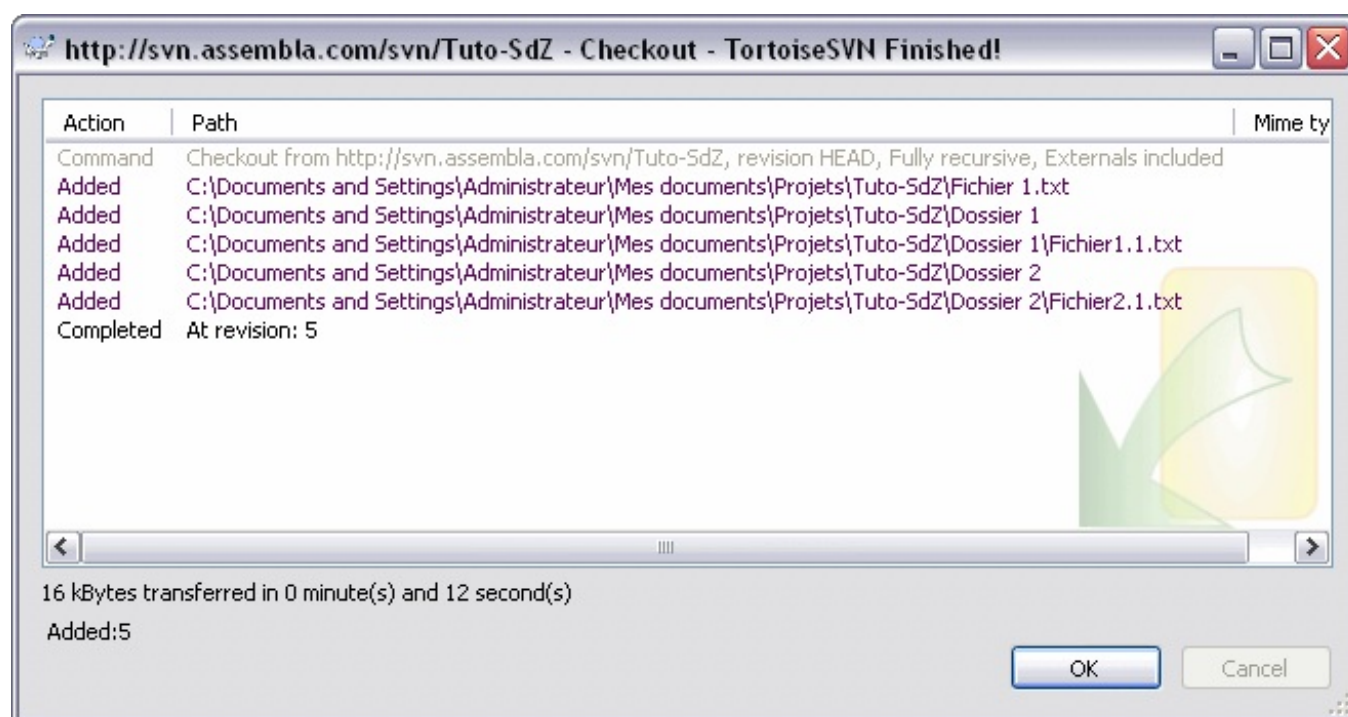 http://svn.assembla.com/svn/Tuto-SdZ - Checkout - TortoiseSVN Finished!
Action Path Mime ty
Command Checkout from http://svn.assembla.com/svn/Tuto-SdZ, revision HEAD, Fully recursive, Externals included
Added C:\Documents and Settings\Administrateur\Mes documents\Projets\Tuto-SdZ\Fichier 1.txt
Added C:\Documents and Settings\Administrateur\Mes documents\Projets\Tuto-SdZ\Dossier 1
Added C:\Documents and Settings\Administrateur\Mes documents\Projets\Tuto-SdZ\Dossier 1\Fichier1.1.txt
Added C:\Documents and Settings\Administrateur\Mes documents\Projets\Tuto-SdZ\Dossier 2
Added C:\Documents and Settings\Administrateur\Mes documents\Projets\Tuto-SdZ\Dossier 2\Fichier2.1.txt
Completed At revision: 5
16 kBytes transferred in 0 minute(s) and 12 second(s)
Added:5
OK Cancel